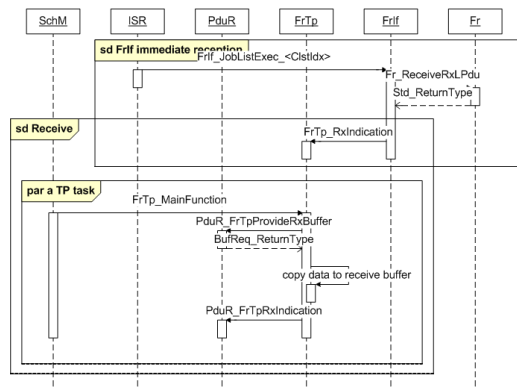 SchM ISR PduR FrTp FrIf Fr
sd FrIf immediate reception
FrIf_JobListExec_<ClstIdx>
Fr_ReceiveRxLPdu
Std_ReturnType
sd Receive
FrTp_RxIndication
par a TP task
FrTp_MainFunction
PduR_FrTpProvideRxBuffer
BufReq_ReturnType
copy data to receive buffer
PduR_FrTpRxIndication